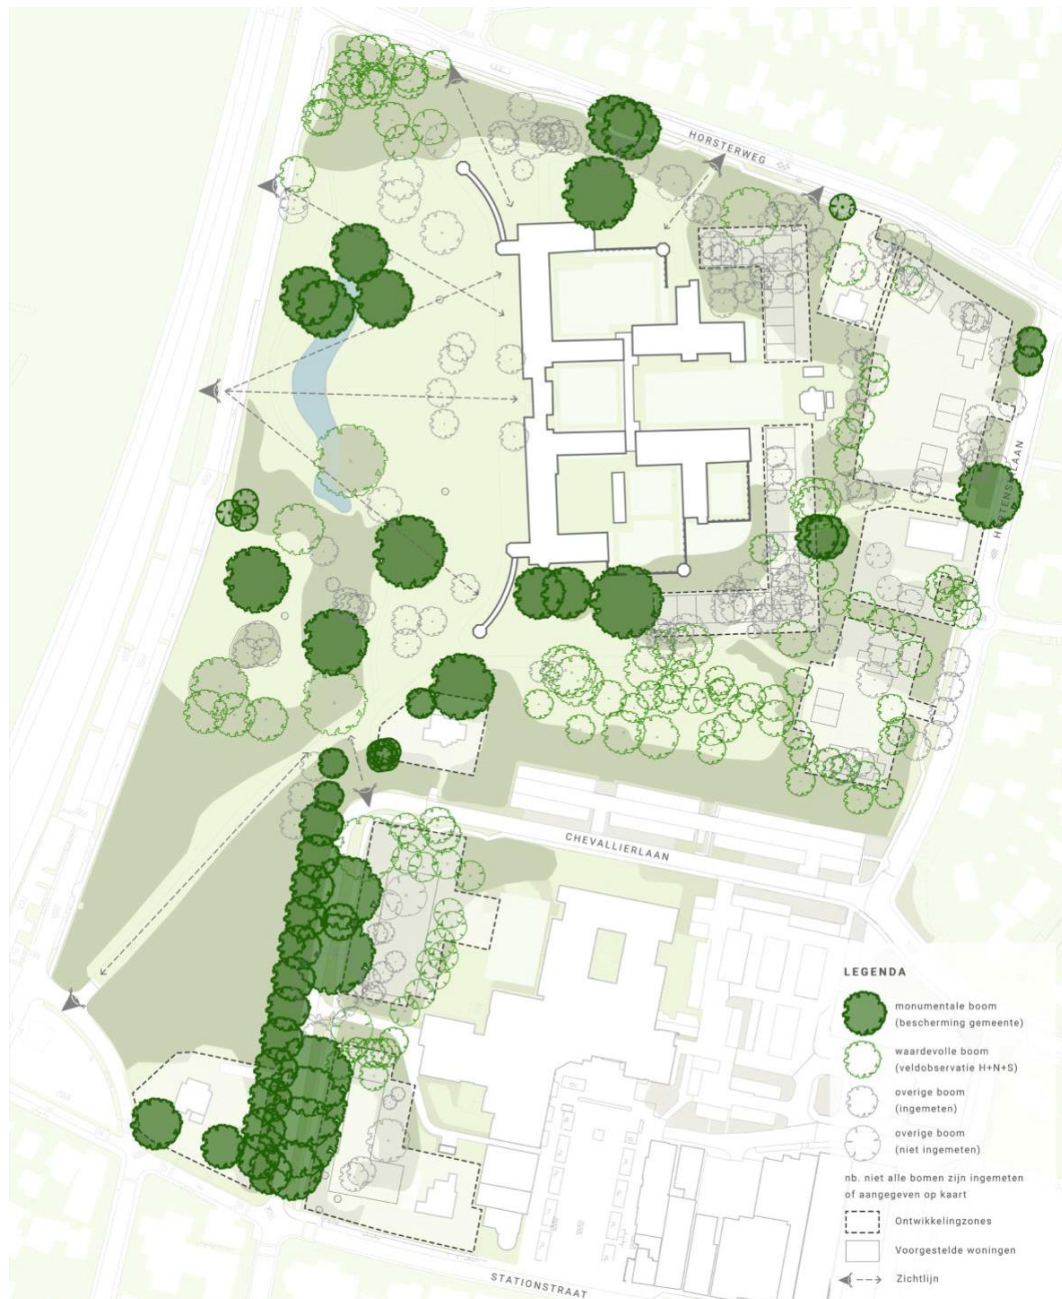 HORSTERWEG
CHEVALLIERLAAN
STATIONSTRAAT
LEGENDA
monumentale boom
(bescherming gemeente)
waardevolle boom
(veldobservatie H+N+S)
overige boom
(ingemeten)
overige boom
(niet ingemeten)
nb. niet alle bomen zijn ingemeten
of aangegeven op kaart
Ontwikkelingzones
Voorgestelde woningen
Zichtlijn